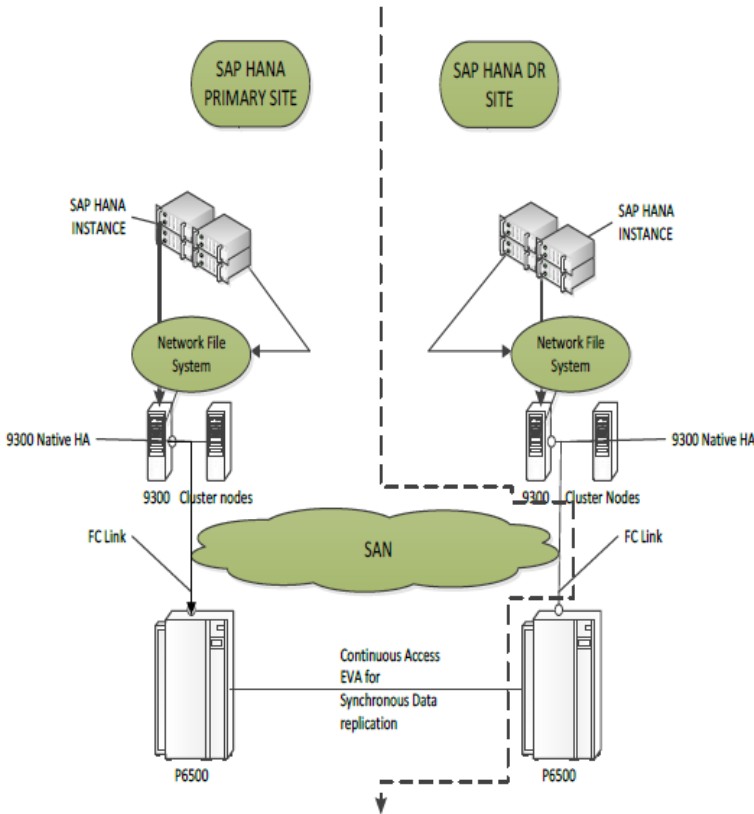 SAP HANA
PRIMARY SITE
SAP HANA DR
SITE
SAP HANA
INSTANCE
SAP HANA
INSTANCE
Network File
System
Network File
System
9300 Native HA
9300 Native HA
9300 Cluster nodes
9300 Cluster Nodes
FC Link
SAN
FC Link
Continuous Access
EVA for
Synchronous Data
replication
P6500
P6500